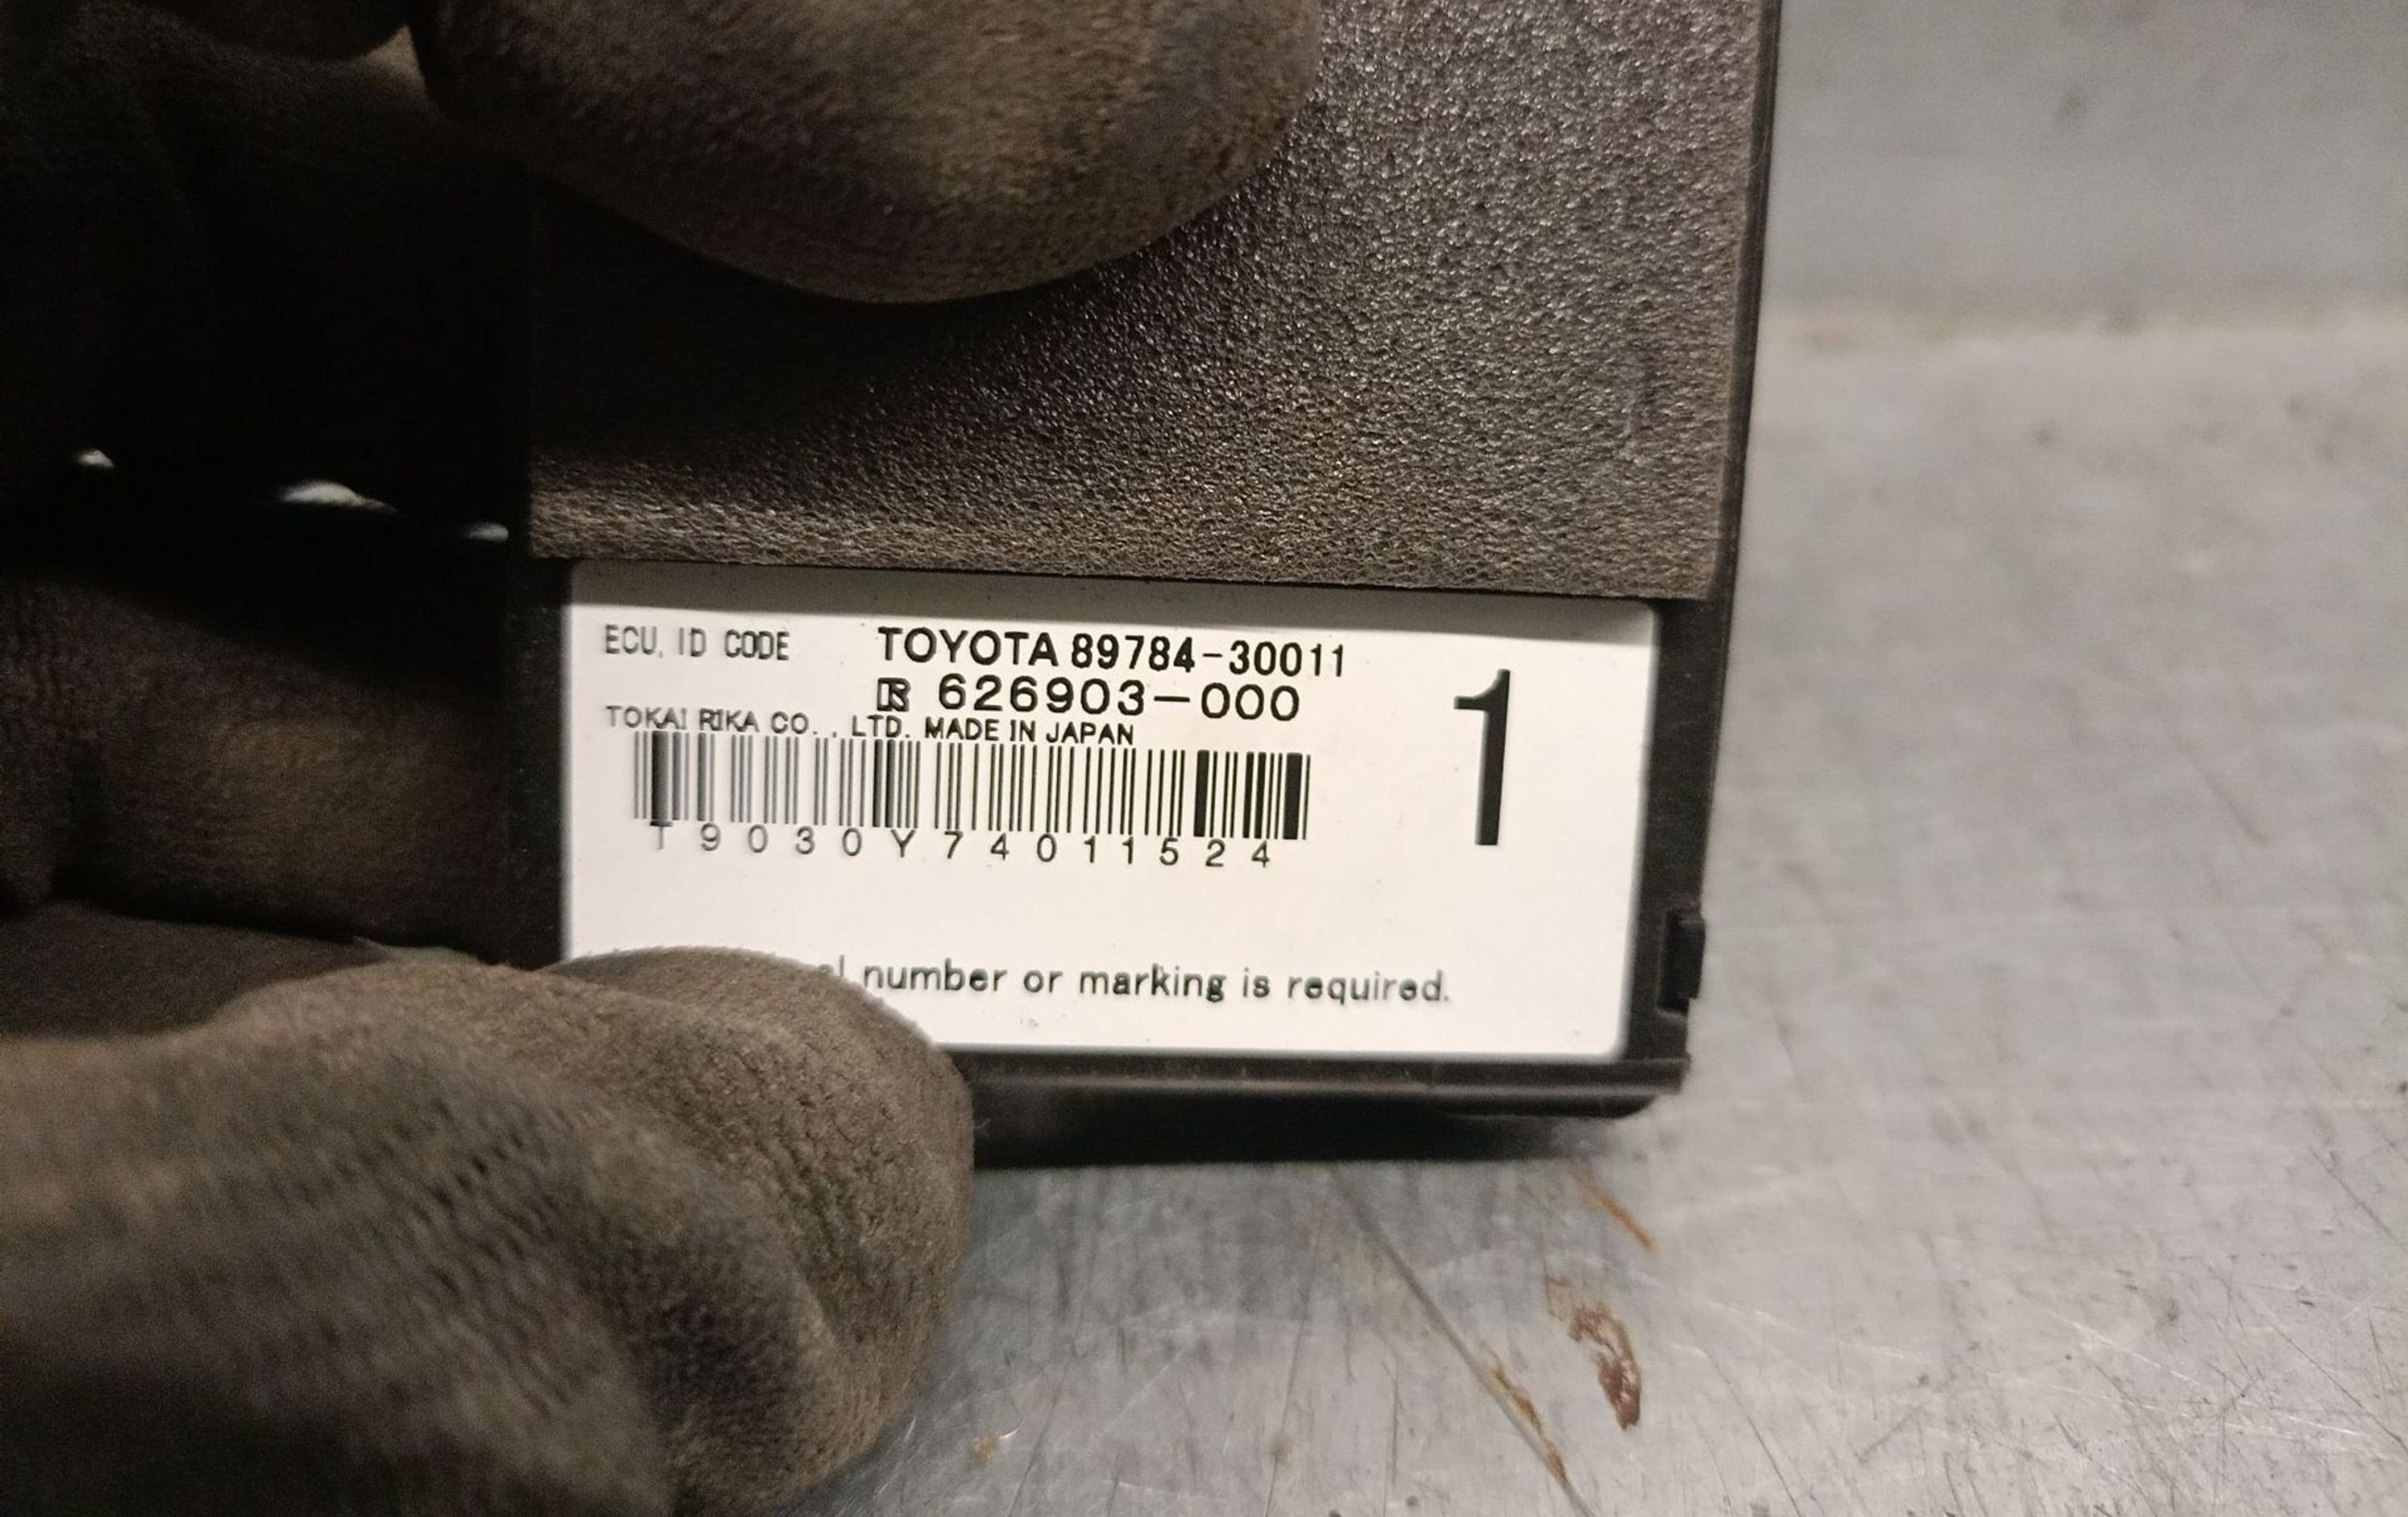 ECU, ID CODE TOYOTA 89784-30011
626903-000
TOKAI RIKA CO., LTD. MADE IN JAPAN
1
T9030Y74011524
number or marking is required.